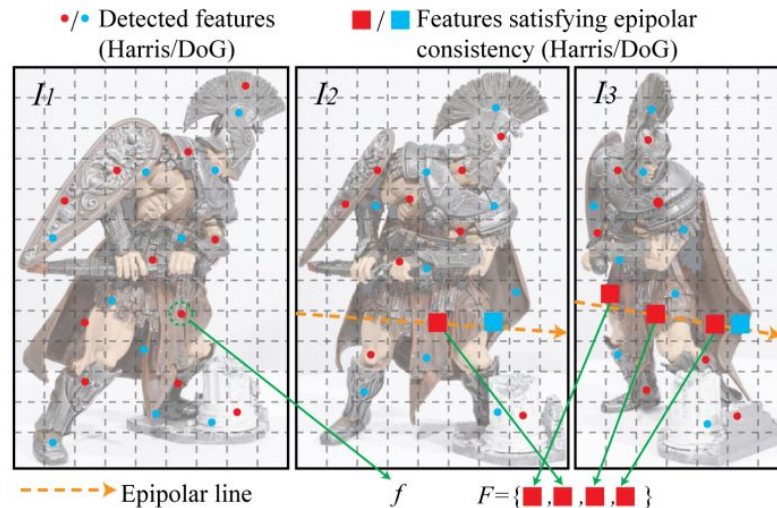 ●/● Detected features
(Harris/DoG)
■/■ Features satisfying epipolar
consistency (Harris/DoG)
I1
I2
I3
Epipolar line
f
F={■,■,■,■}